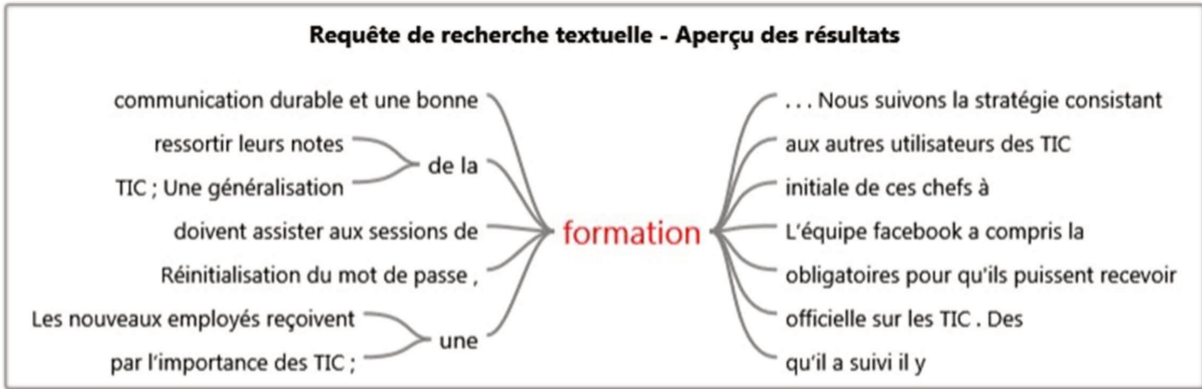 Requête de recherche textuelle - Aperçu des résultats
communication durable et une bonne
ressortir leurs notes
TIC ; Une généralisation
de la
doivent assister aux sessions de
Réinitialisation du mot de passe ,
Les nouveaux employés reçoivent
par l'importance des TIC ;
une
formation
. . . Nous suivons la stratégie consistant
aux autres utilisateurs des TIC
initiale de ces chefs à
L'équipe facebook a compris la
obligatoires pour qu'ils puissent recevoir
officielle sur les TIC . Des
qu'il a suivi il y